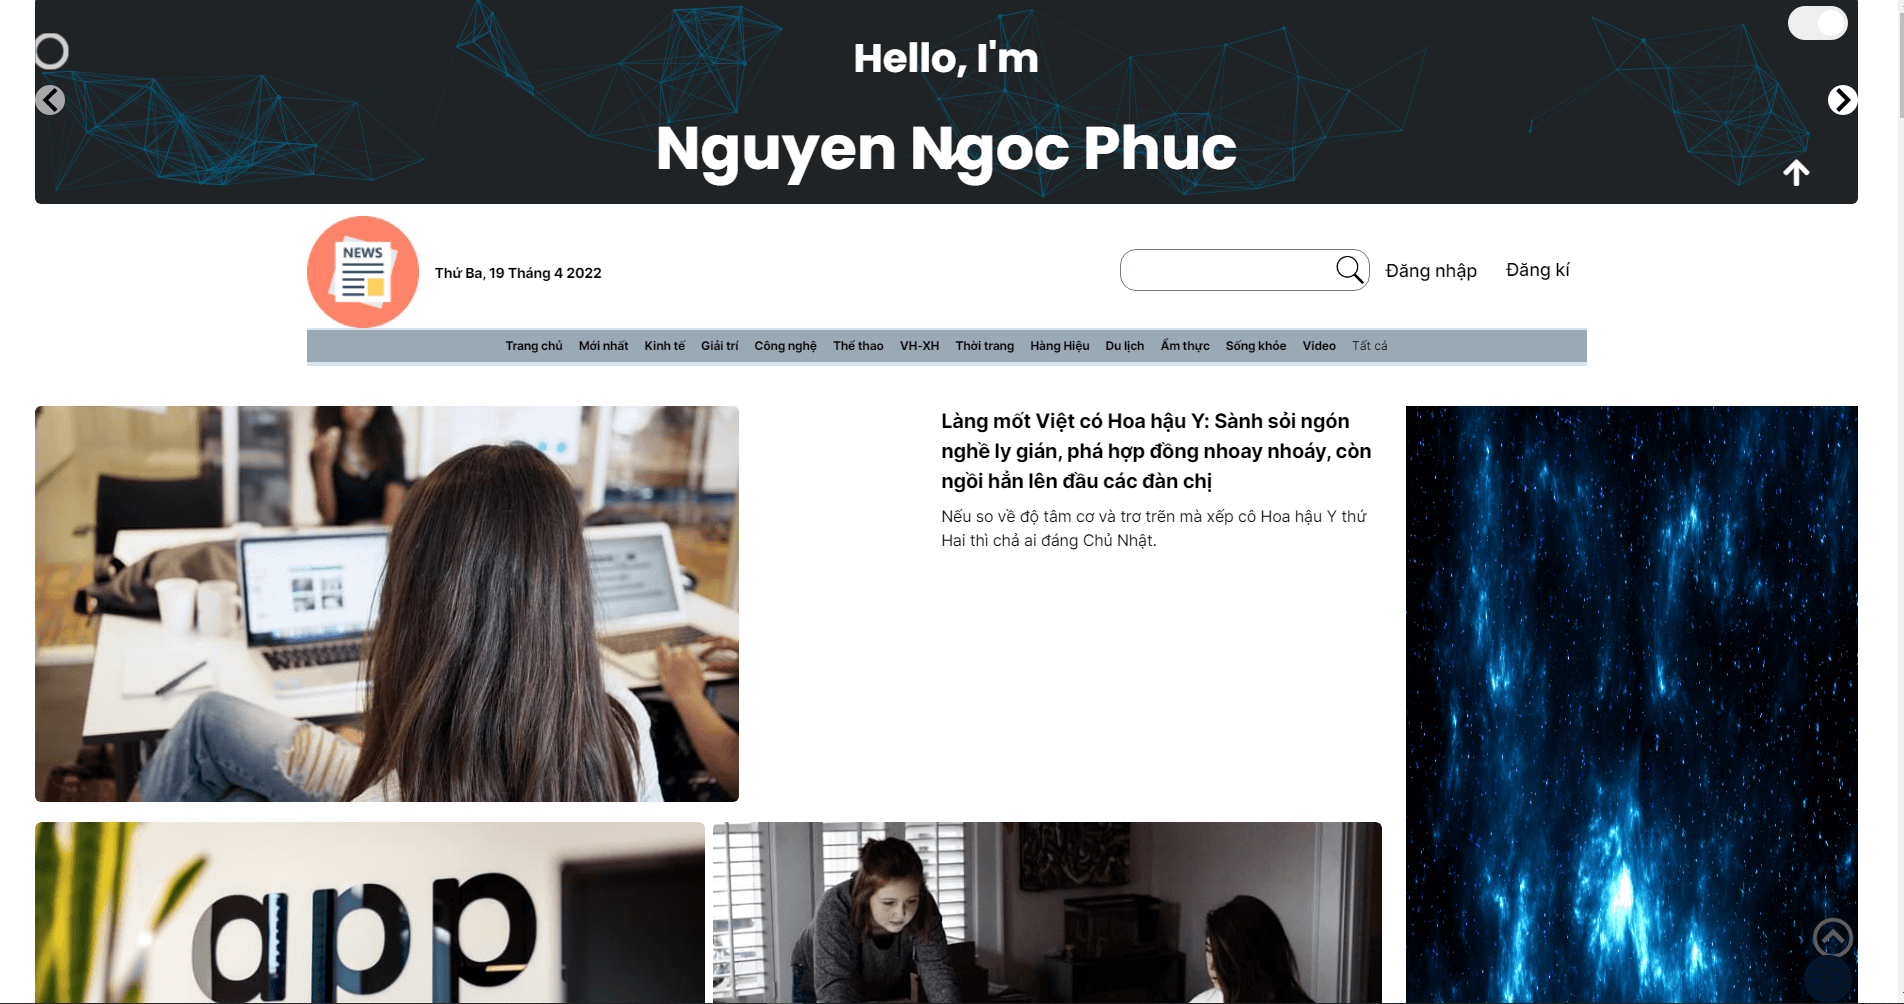 Hello, I'm
Nguyen Ngoc Phuc
NEWS
Thứ Ba, 19 Tháng 4 2022
Đăng nhập
Đăng kí
Trang chủ Mới nhất Kinh tế Giải trí Công nghệ Thể thao VH-XH Thời trang Hàng Hiệu Du lịch Ẩm thực Sống khỏe Video Tất cả
Làng mốt Việt có Hoa hậu Y: Sành sỏi ngón
nghề ly gián, phá hợp đồng nhoay nhoáy, còn
ngồi hẳn lên đầu các đàn chị
Nếu so về độ tâm cơ và trơ trẽn mà xếp cô Hoa hậu Y thứ
Hai thì chả ai đáng Chủ Nhật.
app